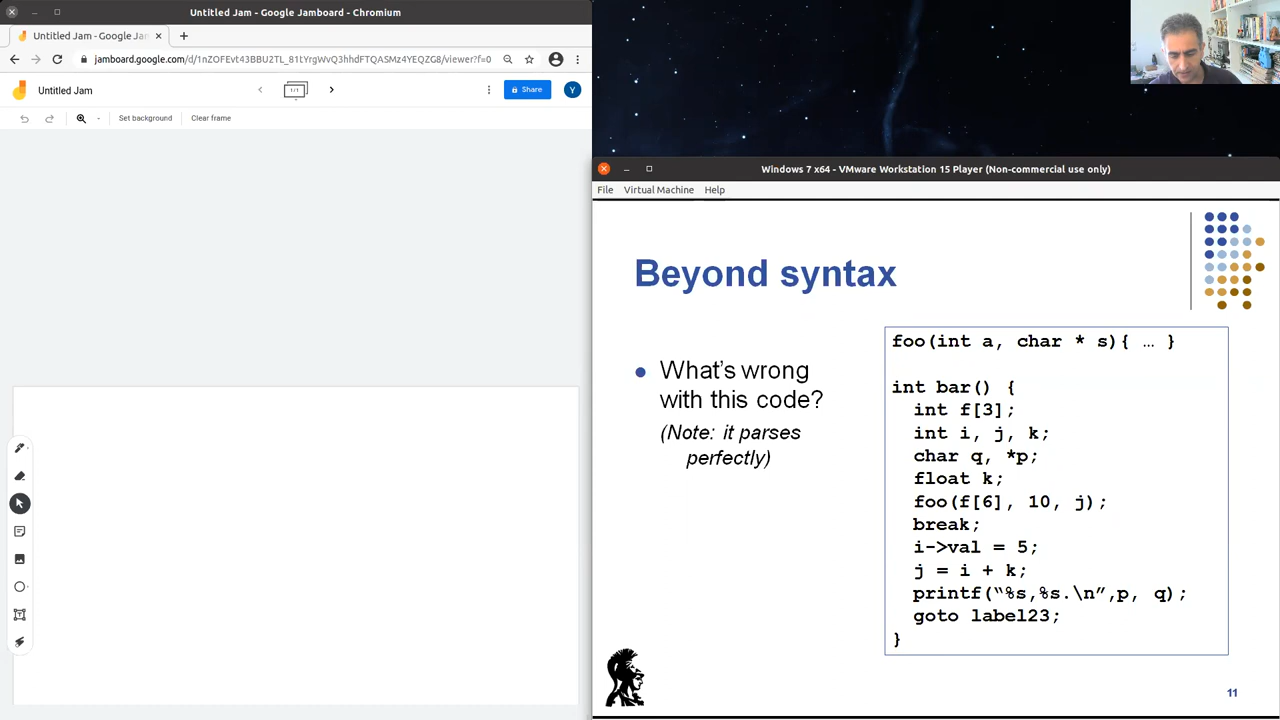 Untitled Jam - Google Jamboard - Chromium
Untitled Jam - Google Jan
jamboard.google.com/d/1nZOFEvt43BBU2TL_81tYrgWvQ3hhdFTQASMz4YEQZG8/viewer?f=0
Untitled Jam
1/1
Share
Y
Set background
Clear frame
Windows 7 x64 - VMware Workstation 15 Player (Non-commercial use only)
File Virtual Machine Help
Beyond syntax
What's wrong
with this code?
(Note: it parses
perfectly)
foo(int a, char * s){ … }
int bar() {
int f[3];
int i, j, k;
char q, *p;
float k;
foo(f[6], 10, j);
break;
i->val = 5;
j = i + k;
printf(“%s,%s.\n”,p, q);
goto label23;
}
11